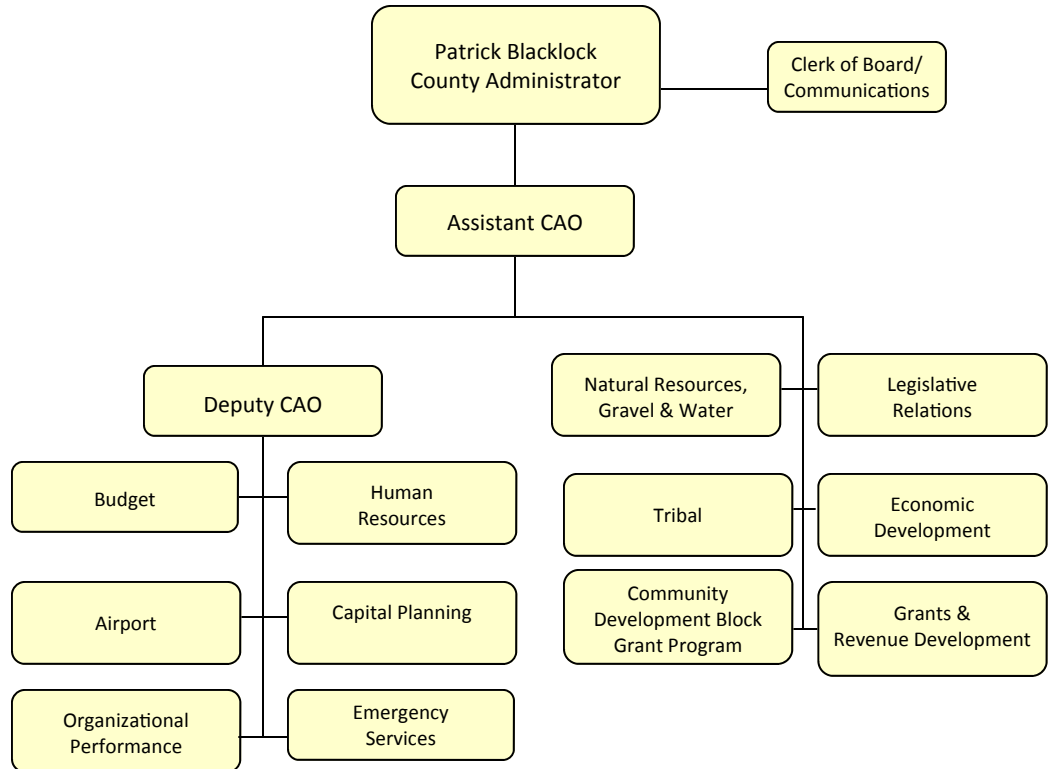 Patrick Blacklock
County Administrator
Clerk of Board/
Communications
Assistant CAO
Deputy CAO
Natural Resources,
Gravel & Water
Legislative
Relations
Budget
Human
Resources
Tribal
Economic
Development
Airport
Capital Planning
Community
Development Block
Grant Program
Grants &
Revenue Development
Organizational
Performance
Emergency
Services